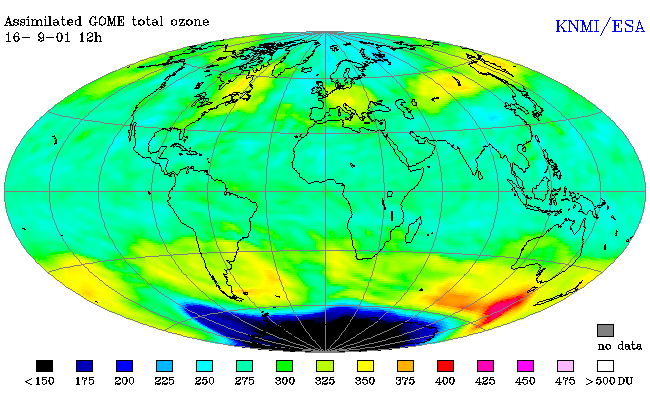 Assimilated GOME total ozone
16- 9-01 12h
KNMI/ESA
no data
<150 175 200 225 250 275 300 325 350 375 400 425 450 475 >500 DU